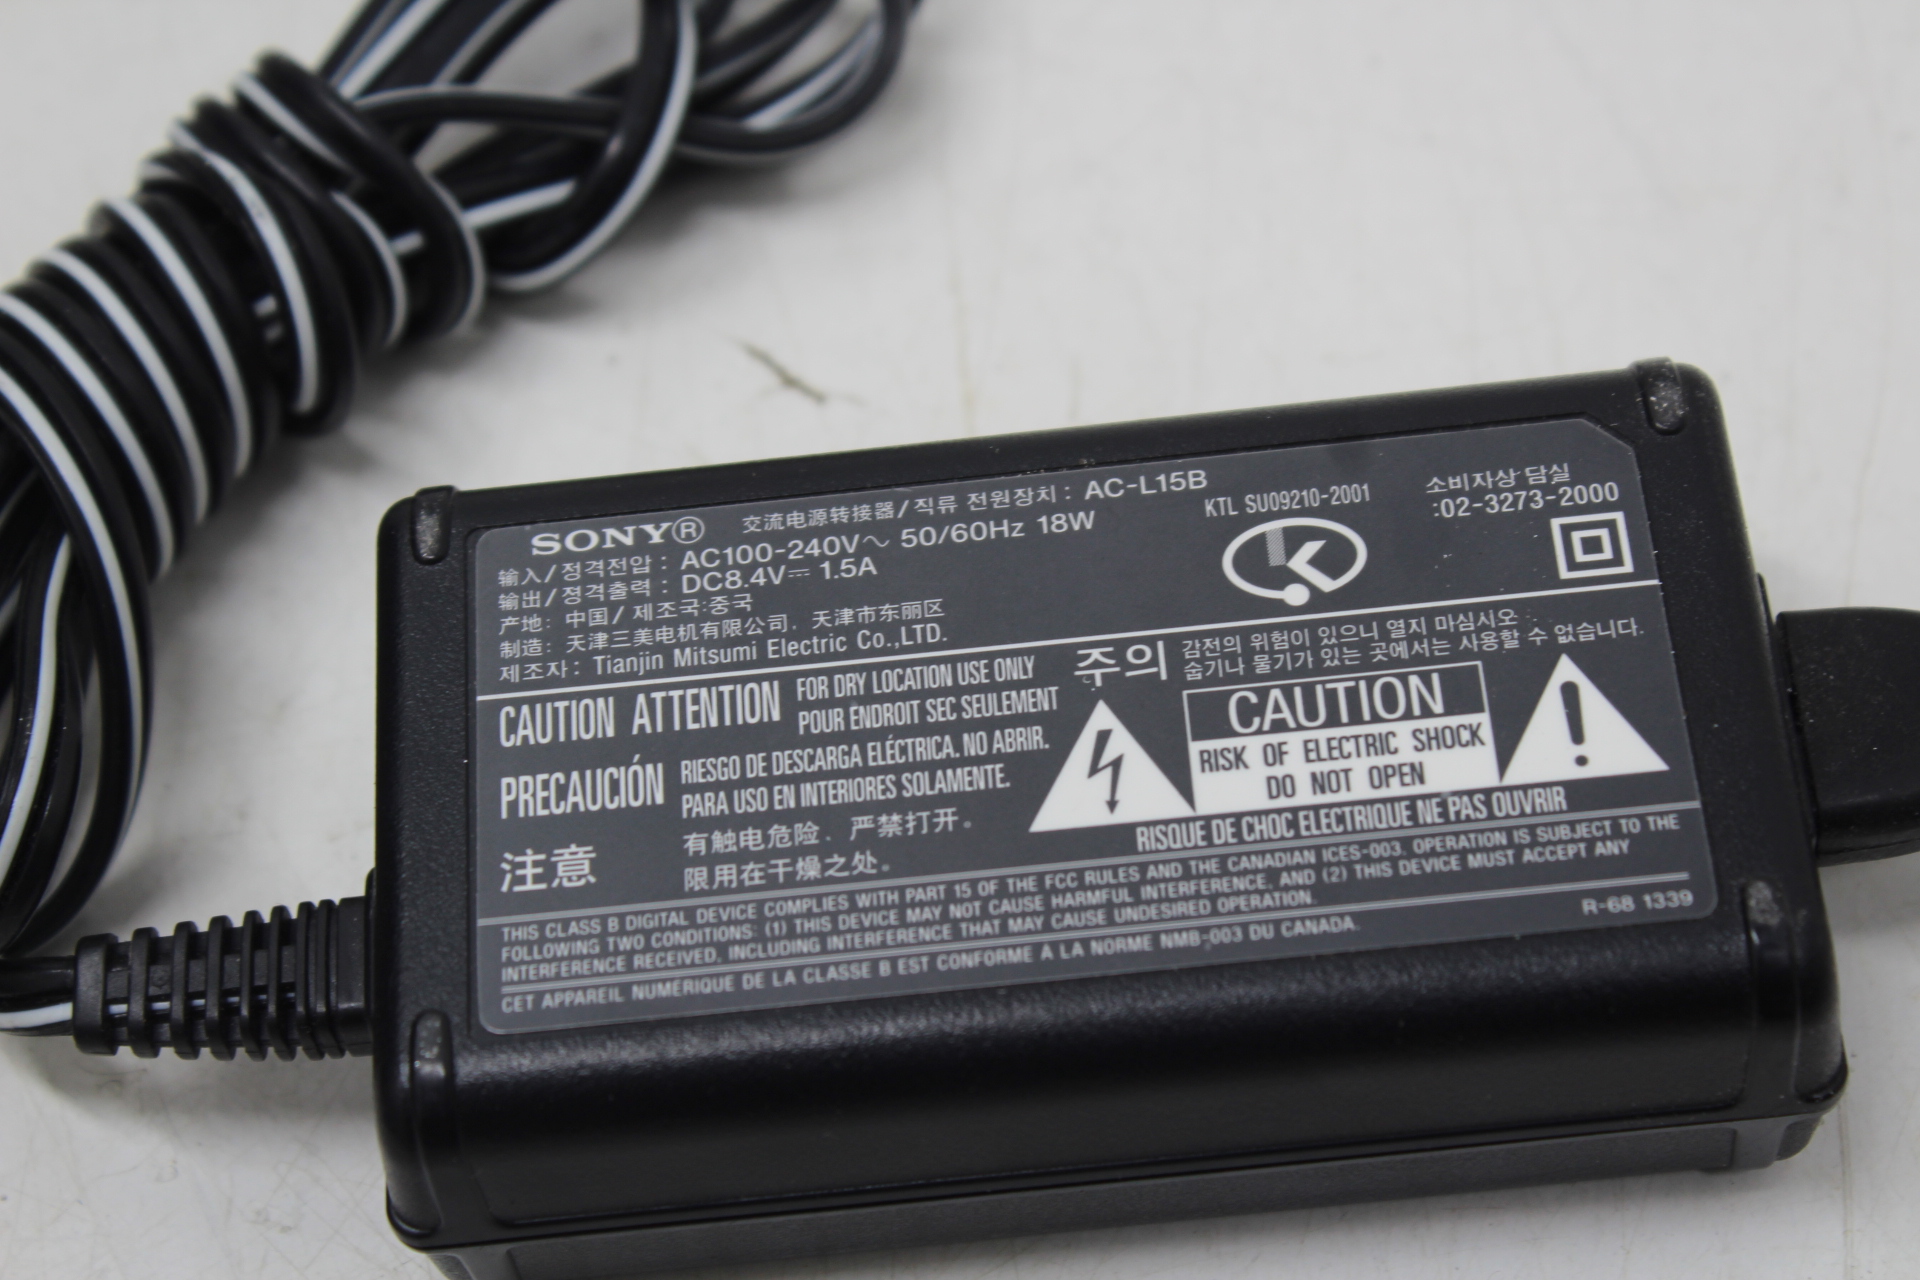 SONY® 交流电源转接器/직류 전원장치: AC-L15B
输入/정격전압: AC100-240V~ 50/60Hz 18W
输出/정격출력: DC8.4V⎓ 1.5A
产地: 中国/제조국:중국
制造: 天津三美电机有限公司. 天津市东丽区
제조자: Tianjin Mitsumi Electric Co.,LTD.
KTL SU09210-2001
소비자상담실
:02-3273-2000
CAUTION ATTENTION
FOR DRY LOCATION USE ONLY
POUR ENDROIT SEC SEULEMENT
PRECAUCIÓN
RIESGO DE DESCARGA ELÉCTRICA. NO ABRIR.
PARA USO EN INTERIORES SOLAMENTE.
注意
有触电危险. 严禁打开。
限用在干燥之处。
주의
감전의 위험이 있으니 열지 마십시오.
습기나 물기가 있는 곳에서는 사용할 수 없습니다.
CAUTION
RISK OF ELECTRIC SHOCK
DO NOT OPEN
RISQUE DE CHOC ELECTRIQUE NE PAS OUVRIR
THIS CLASS B DIGITAL DEVICE COMPLIES WITH PART 15 OF THE FCC RULES AND THE CANADIAN ICES-003. OPERATION IS SUBJECT TO THE
FOLLOWING TWO CONDITIONS: (1) THIS DEVICE MAY NOT CAUSE HARMFUL INTERFERENCE, AND (2) THIS DEVICE MUST ACCEPT ANY
INTERFERENCE RECEIVED, INCLUDING INTERFERENCE THAT MAY CAUSE UNDESIRED OPERATION.
CET APPAREIL NUMÉRIQUE DE LA CLASSE B EST CONFORME À LA NORME NMB-003 DU CANADA.
R-68 1339